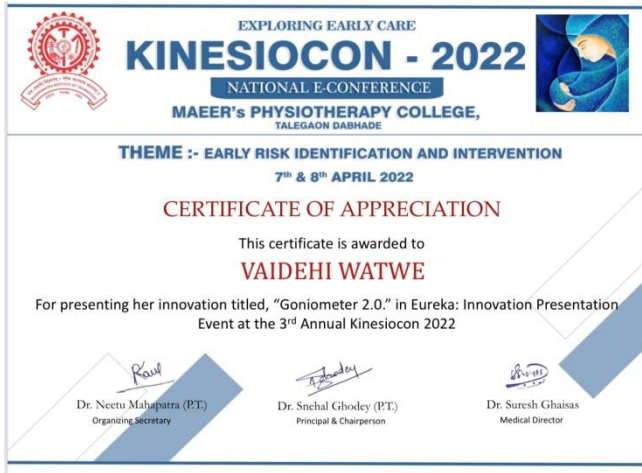 EXPLORING EARLY CARE
KINESIOCON - 2022
NATIONAL E-CONFERENCE
MAEER's PHYSIOTHERAPY COLLEGE,
TALEGAON DABHADE
THEME :- EARLY RISK IDENTIFICATION AND INTERVENTION
7th & 8th APRIL 2022
CERTIFICATE OF APPRECIATION
This certificate is awarded to
VAIDEHI WATWE
For presenting her innovation titled, “Goniometer 2.0.” in Eureka: Innovation Presentation
Event at the 3rd Annual Kinesiocon 2022
Dr. Neetu Mahapatra (P.T.)
Organizing Secretary
Dr. Snehal Ghodey (P.T.)
Principal & Chairperson
Dr. Suresh Ghaisas
Medical Director